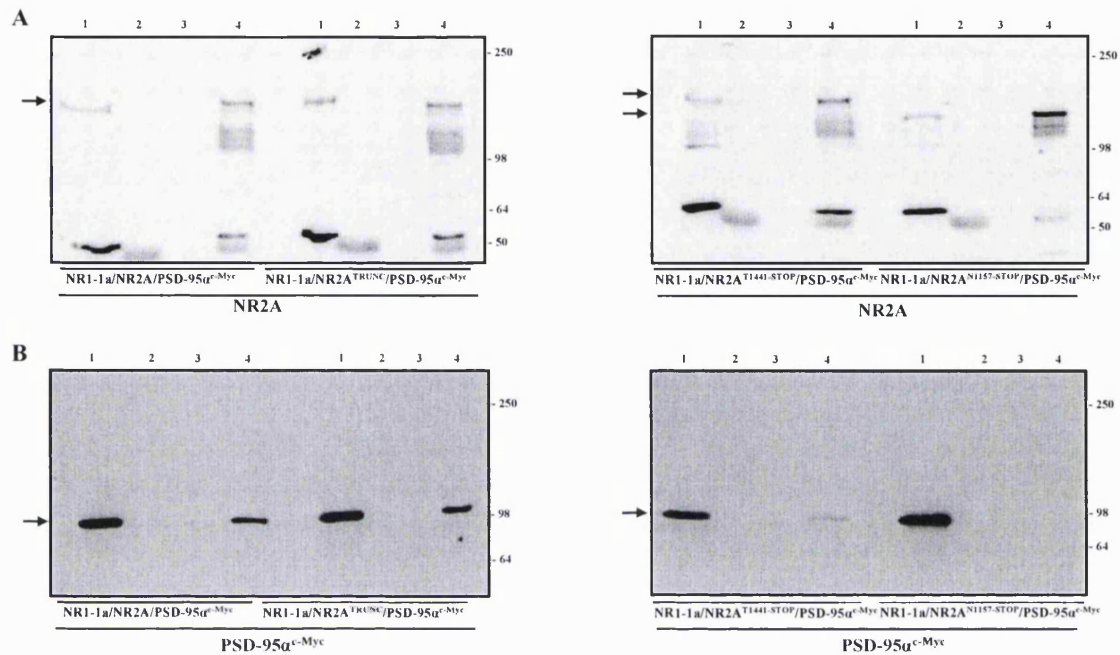 A
1 2 3 4 1 2 3 4
- 250
- 98
- 64
- 50
NR1-1a/NR2A/PSD-95α^c-Myc NR1-1a/NR2A^TRUNC/PSD-95α^c-Myc
NR2A
1 2 3 4 1 2 3 4
- 250
- 98
- 64
- 50
NR1-1a/NR2A^T1441-STOP/PSD-95α^c-Myc NR1-1a/NR2A^N1157-STOP/PSD-95α^c-Myc
NR2A
B
1 2 3 4 1 2 3 4
- 250
- 98
- 64
NR1-1a/NR2A/PSD-95α^c-Myc NR1-1a/NR2A^TRUNC/PSD-95α^c-Myc
PSD-95α^c-Myc
1 2 3 4 1 2 3 4
- 250
- 98
- 64
NR1-1a/NR2A^T1441-STOP/PSD-95α^c-Myc NR1-1a/NR2A^N1157-STOP/PSD-95α^c-Myc
PSD-95α^c-Myc